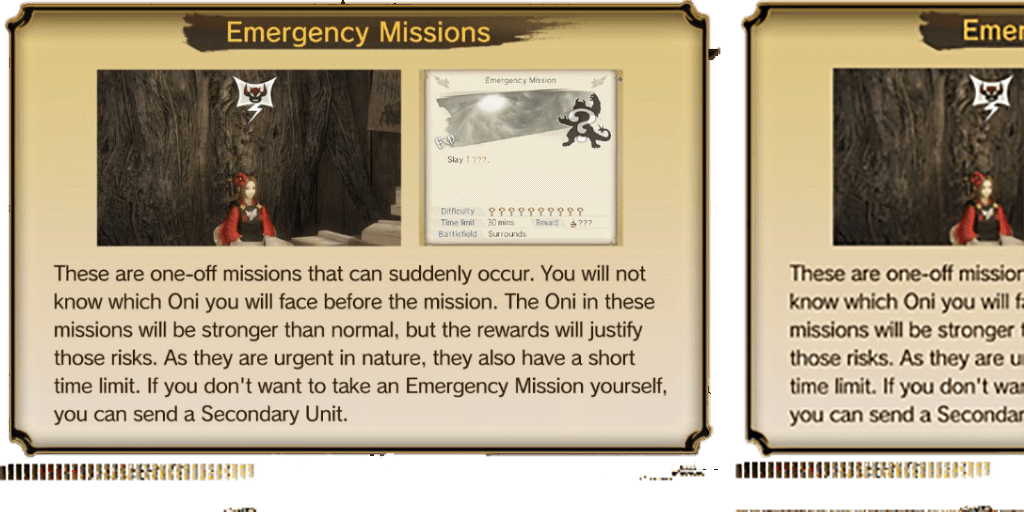 Emergency Missions
Emergency Mission
Exp
Slay 1 ???.
Difficulty ??????????
Time limit 30 mins Reward ???
Battlefield Surrounds
These are one-off missions that can suddenly occur. You will not
know which Oni you will face before the mission. The Oni in these
missions will be stronger than normal, but the rewards will justify
those risks. As they are urgent in nature, they also have a short
time limit. If you don't want to take an Emergency Mission yourself,
you can send a Secondary Unit.
Emer
These are one-off mission
know which Oni you will f
missions will be stronger
those risks. As they are u
time limit. If you don't wa
you can send a Secondar